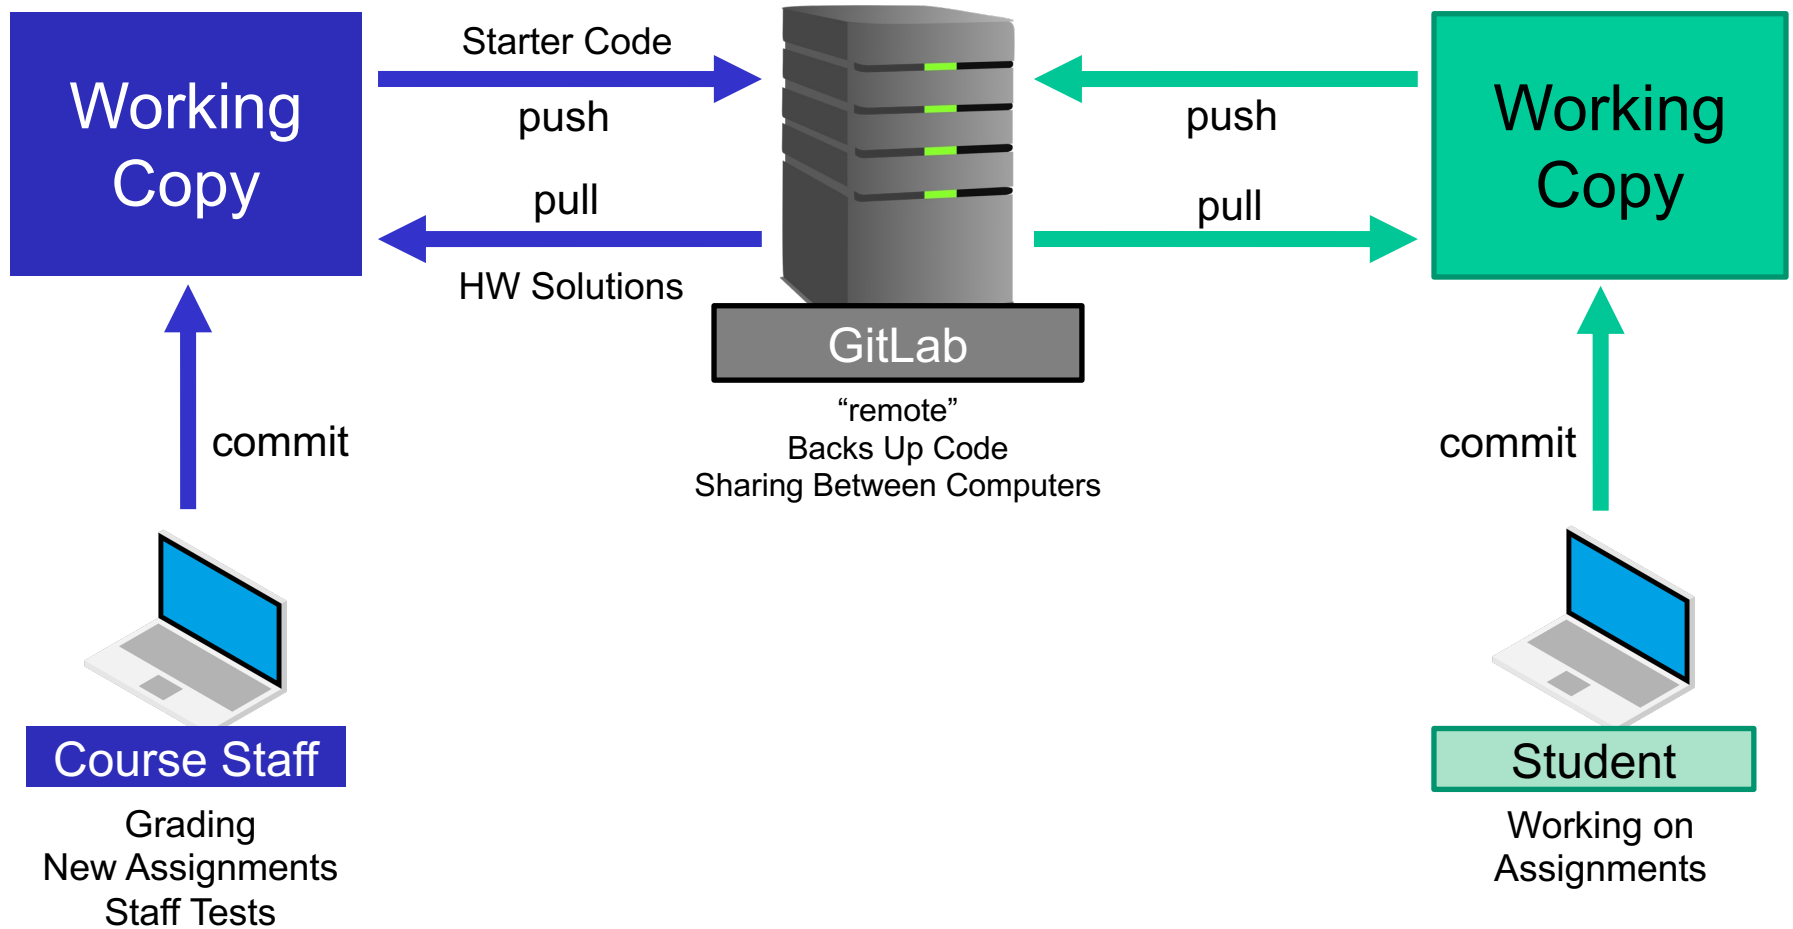 Working
Copy
Starter Code
push
pull
HW Solutions
commit
Course Staff
Grading
New Assignments
Staff Tests
GitLab
“remote”
Backs Up Code
Sharing Between Computers
push
pull
Working
Copy
commit
Student
Working on
Assignments